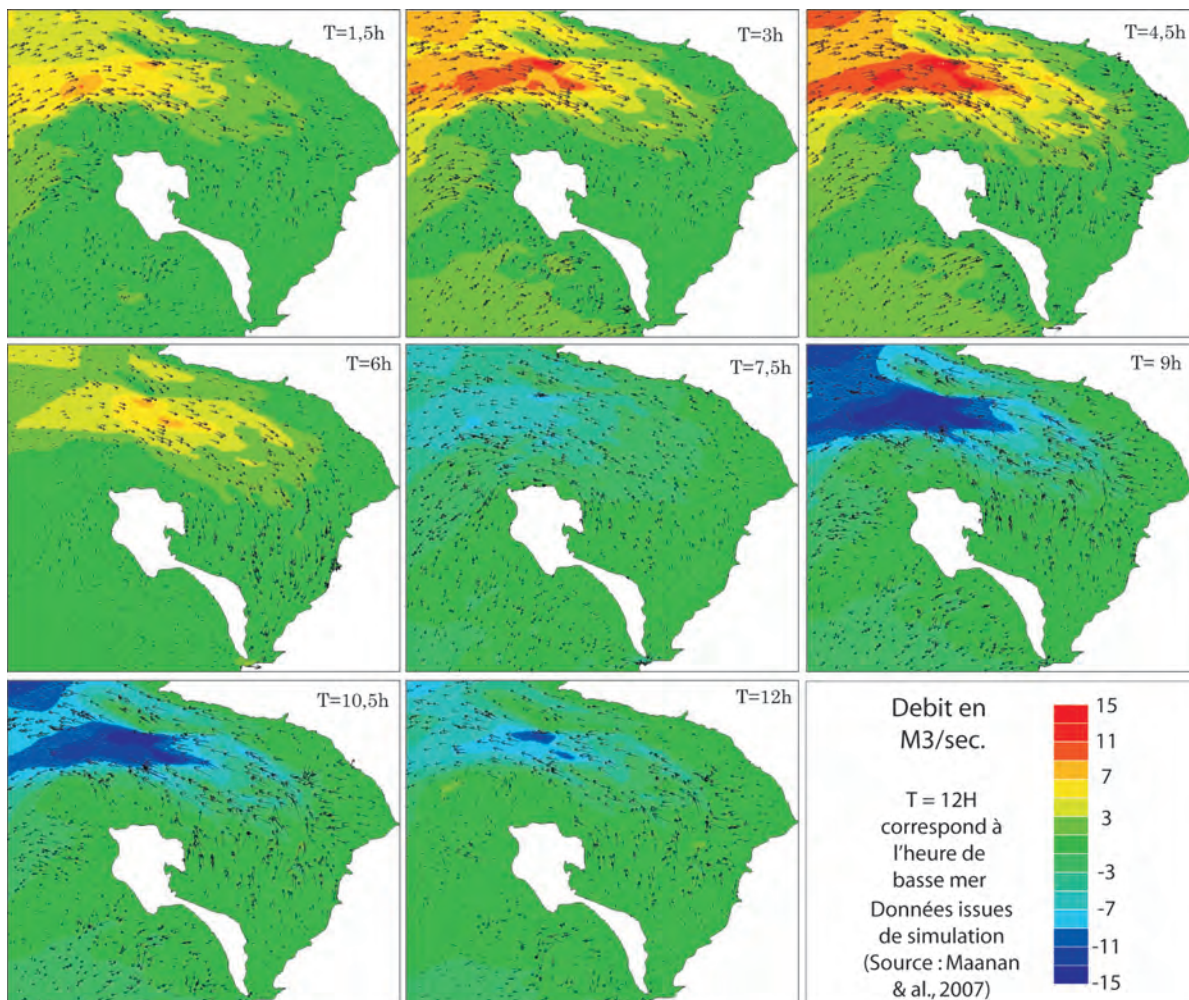 T=1,5h
T=3h
T=4,5h
T=6h
T=7,5h
T= 9h
T=10,5h
T=12h
Debit en
M3/sec.
T = 12H
correspond à
l'heure de
basse mer
Données issues
de simulation
(Source : Maanan
& al., 2007)
15
11
7
3
-3
-7
-11
-15